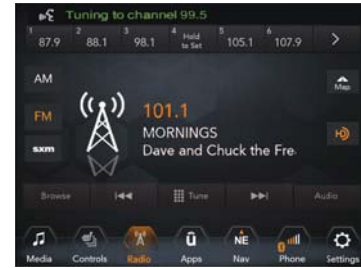 Tuning to channel 99.5
1 87.9 2 88.1 3 98.1 4 Hold to Set 5 105.1 6 107.9
AM
Map
FM
101.1
MORNINGS
HD
sxm
Dave and Chuck the Fre
Browse Tune Audio
Media Controls Radio Apps Nav Phone Settings
ū NE